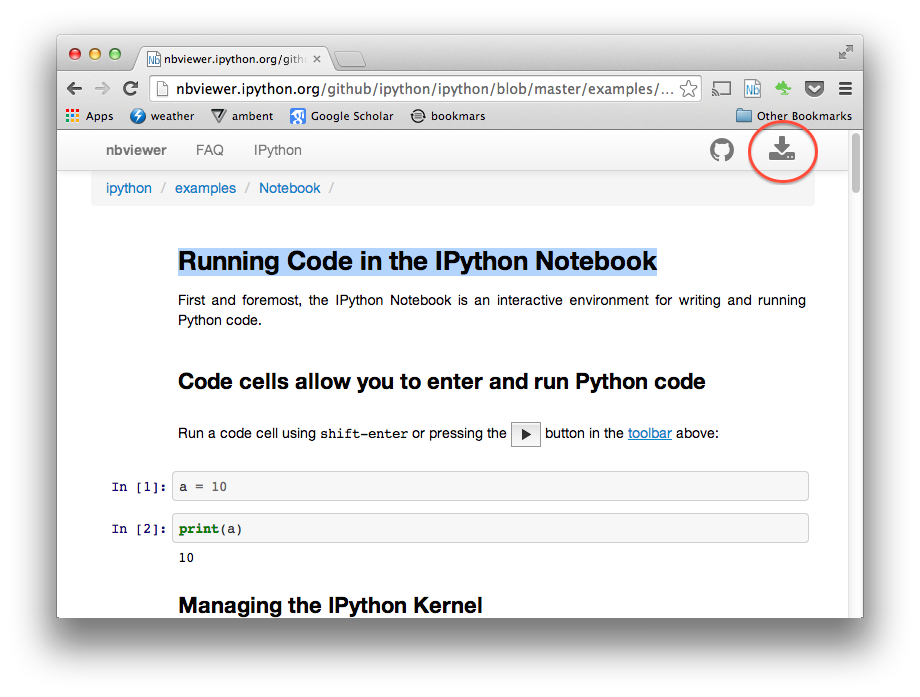 nbviewer.ipython.org/gith
nbviewer.ipython.org/github/ipython/ipython/blob/master/examples/...
Nb
Apps weather ambent Google Scholar bookmars Other Bookmarks
nbviewer FAQ IPython
ipython / examples / Notebook /
Running Code in the IPython Notebook
First and foremost, the IPython Notebook is an interactive environment for writing and running
Python code.
Code cells allow you to enter and run Python code
Run a code cell using shift-enter or pressing the button in the toolbar above:
In [1]: a = 10
In [2]: print(a)
10
Managing the IPython Kernel